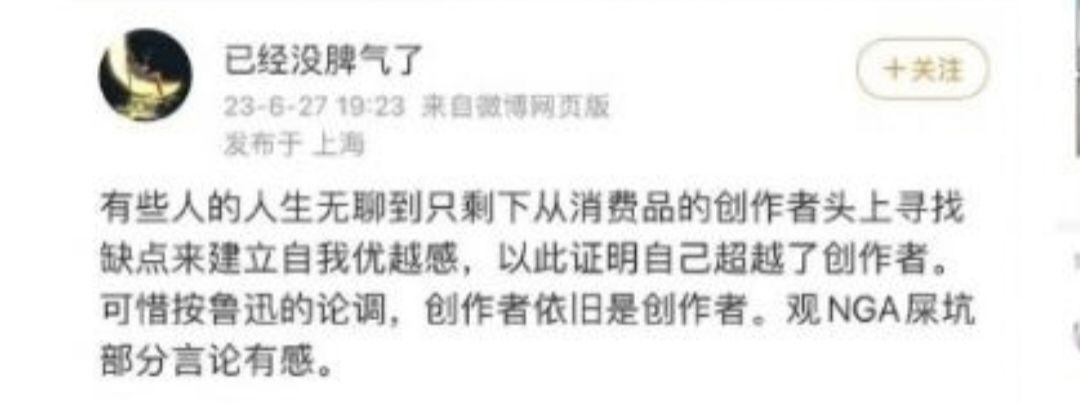 已经没脾气了
+关注
23-6-27 19:23 来自微博网页版
发布于 上海
有些人的人生无聊到只剩下从消费品的创作者头上寻找
缺点来建立自我优越感，以此证明自己超越了创作者。
可惜按鲁迅的论调，创作者依旧是创作者。观NGA屎坑
部分言论有感。